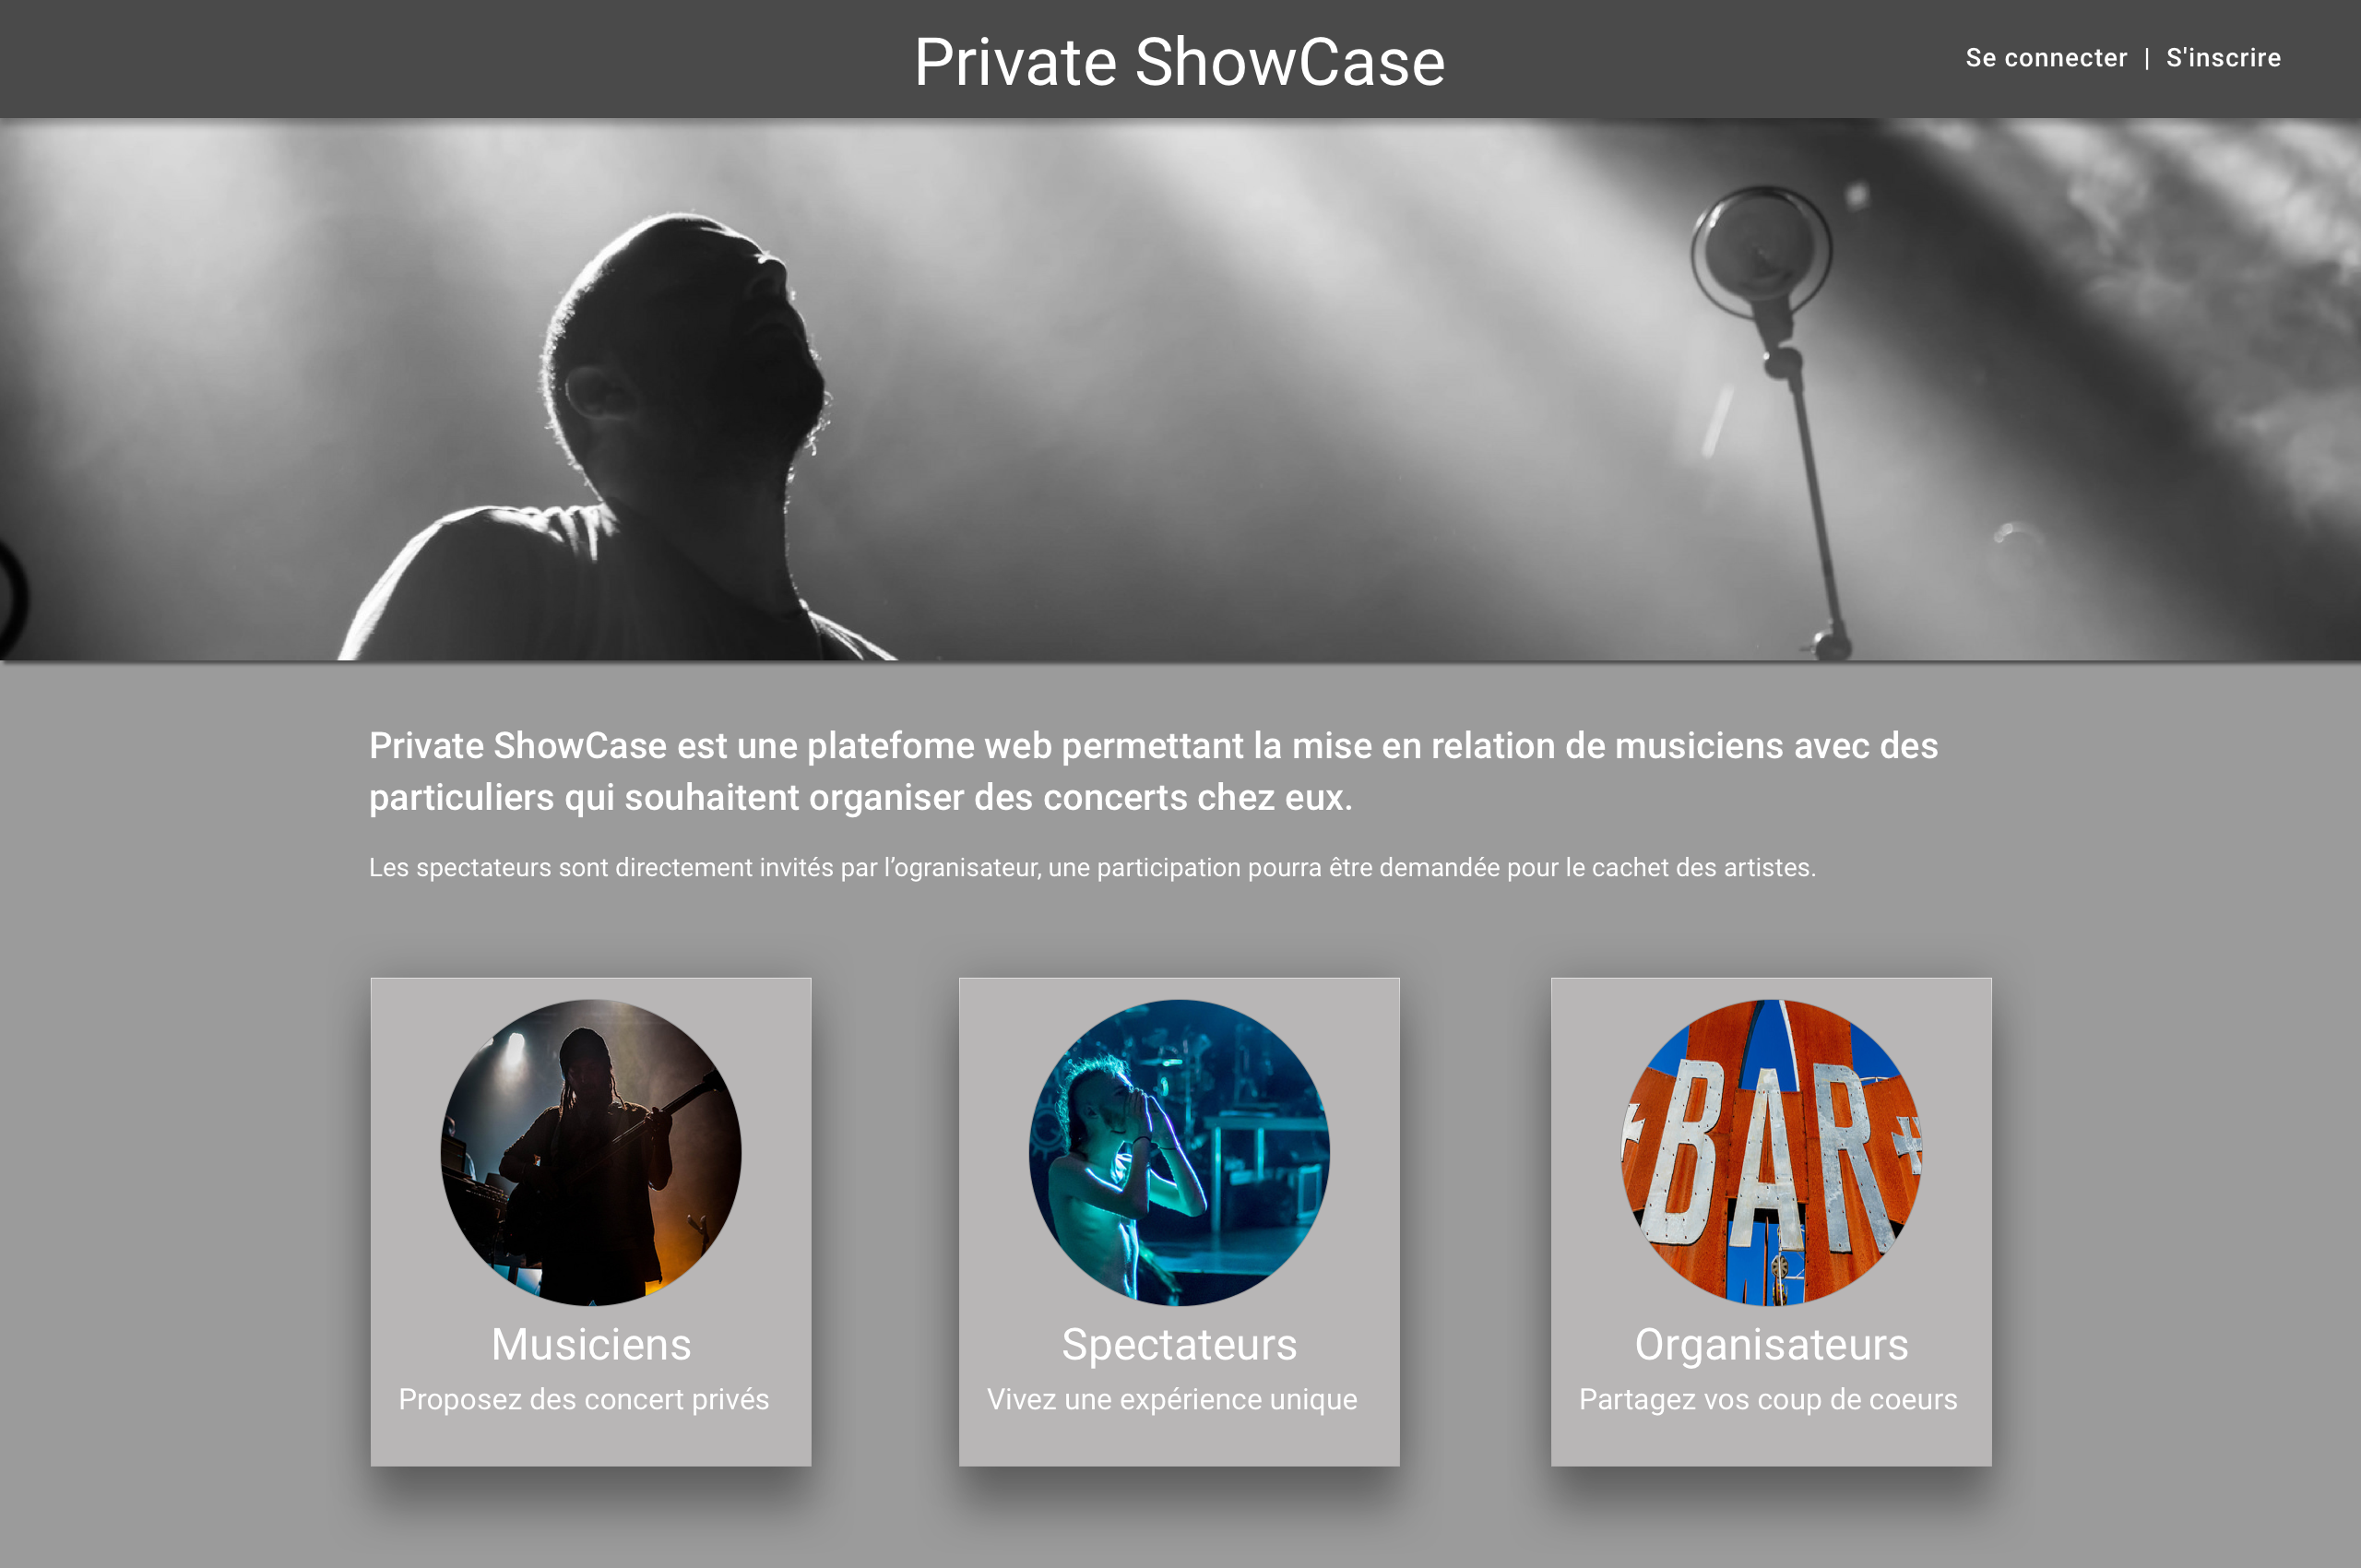 Private ShowCase
Se connecter | S'inscrire
Private ShowCase est une platefome web permettant la mise en relation de musiciens avec des
particuliers qui souhaitent organiser des concerts chez eux.
Les spectateurs sont directement invités par l’ogranisateur, une participation pourra être demandée pour le cachet des artistes.
BAR
Musiciens
Proposez des concert privés
Spectateurs
Vivez une expérience unique
Organisateurs
Partagez vos coup de coeurs